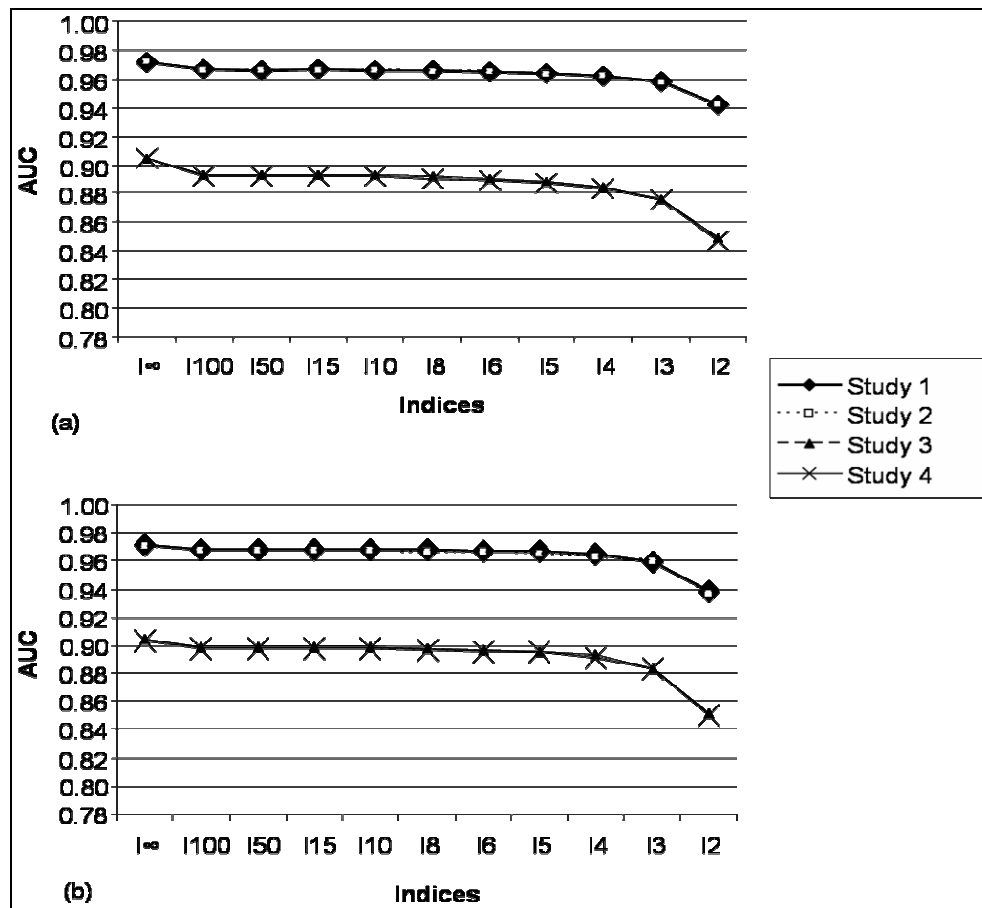 1.00
0.98
0.96
0.94
0.92
0.90
0.88
0.86
0.84
0.82
0.80
0.78
AUC
I∞ I100 I50 I15 I10 I8 I6 I5 I4 I3 I2
Indices
(a)
Study 1
Study 2
Study 3
Study 4
1.00
0.98
0.96
0.94
0.92
0.90
0.88
0.86
0.84
0.82
0.80
0.78
AUC
I∞ I100 I50 I15 I10 I8 I6 I5 I4 I3 I2
Indices
(b)